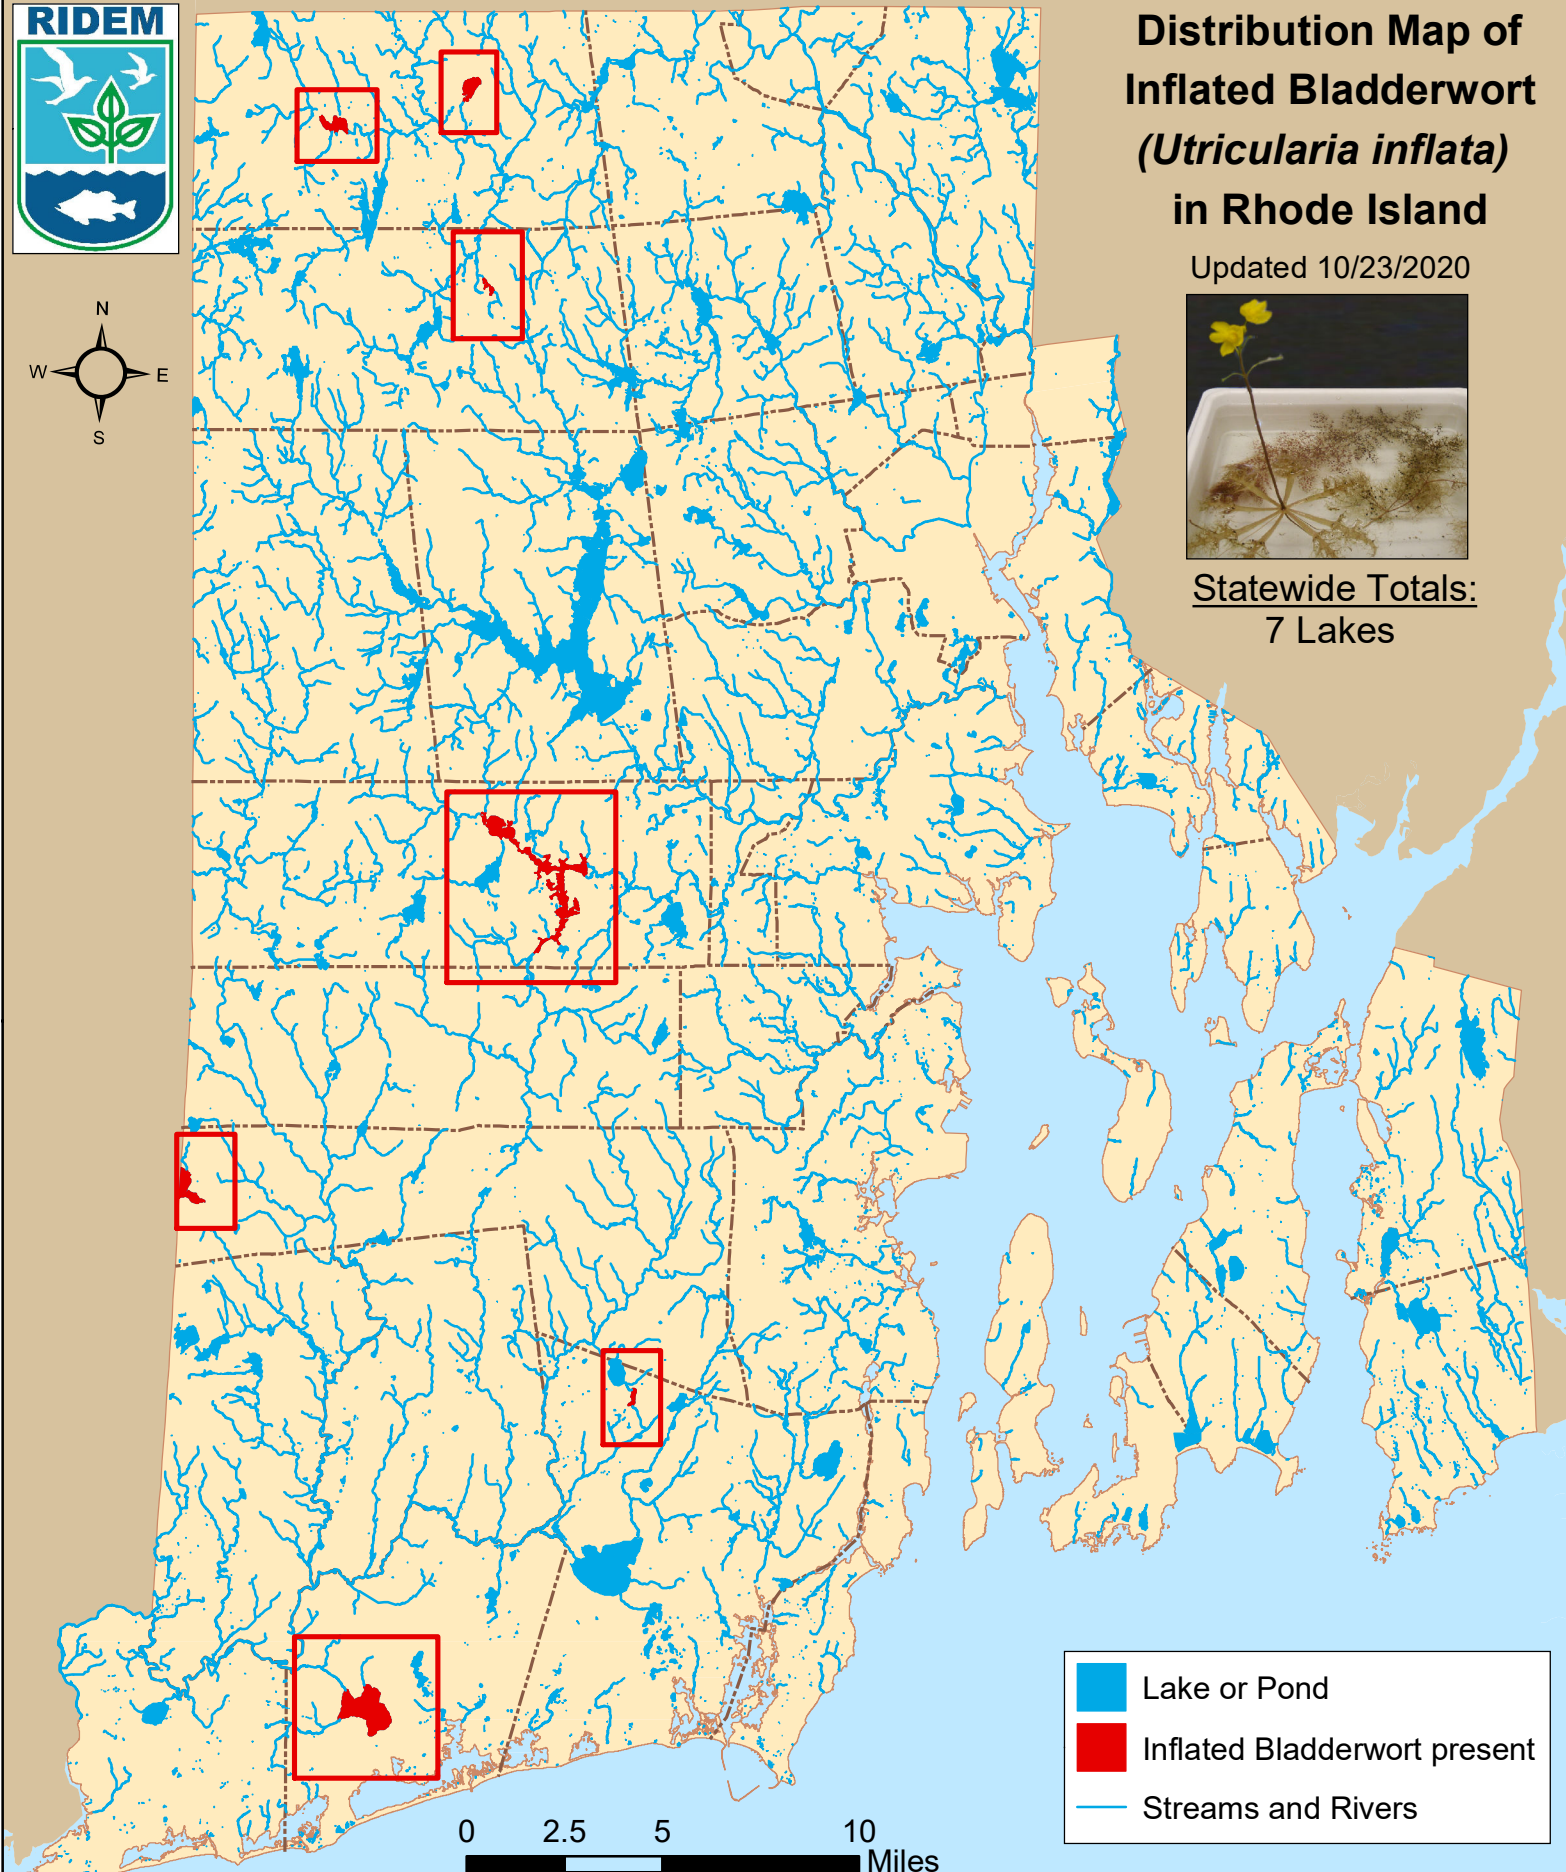 RIDEM
Distribution Map of
Inflated Bladderwort
(Utricularia inflata)
in Rhode Island
Updated 10/23/2020
N
W
E
S
Statewide Totals:
7 Lakes
Lake or Pond
Inflated Bladderwort present
Streams and Rivers
0 2.5 5 10
Miles